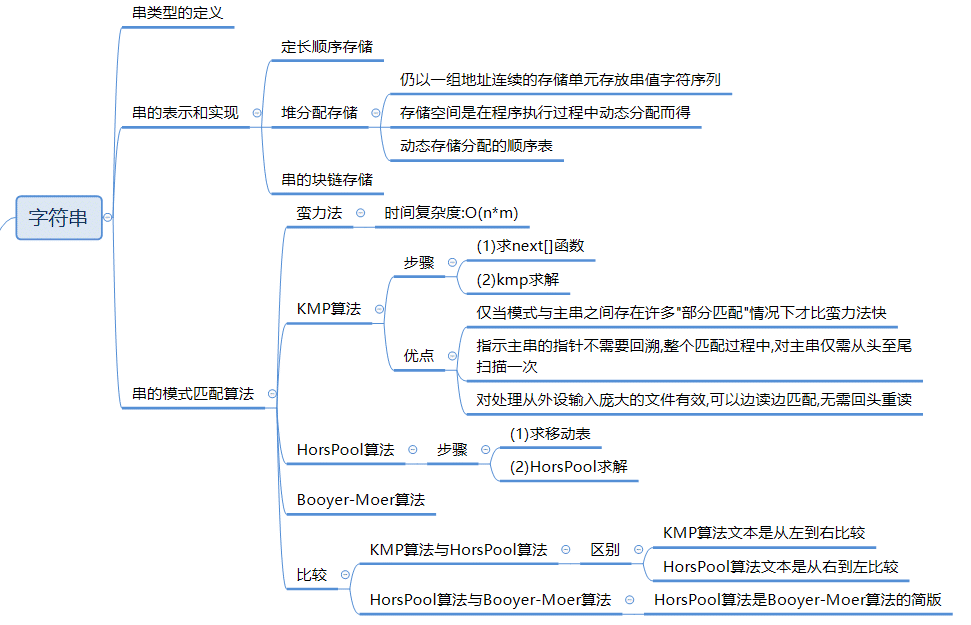 字符串
串类型的定义
串的表示和实现
定长顺序存储
堆分配存储
仍以一组地址连续的存储单元存放串值字符序列
存储空间是在程序执行过程中动态分配而得
动态存储分配的顺序表
串的块链存储
串的模式匹配算法
蛮力法
时间复杂度:O(n*m)
KMP算法
步骤
(1)求next[]函数
(2)kmp求解
优点
仅当模式与主串之间存在许多"部分匹配"情况下才比蛮力法快
指示主串的指针不需要回溯,整个匹配过程中,对主串仅需从头至尾
扫描一次
对处理从外设输入庞大的文件有效,可以边读边匹配,无需回头重读
HorsPool算法
步骤
(1)求移动表
(2)HorsPool求解
Booyer-Moer算法
比较
KMP算法与HorsPool算法
区别
KMP算法文本是从左到右比较
HorsPool算法文本是从右到左比较
HorsPool算法与Booyer-Moer算法
HorsPool算法是Booyer-Moer算法的简版